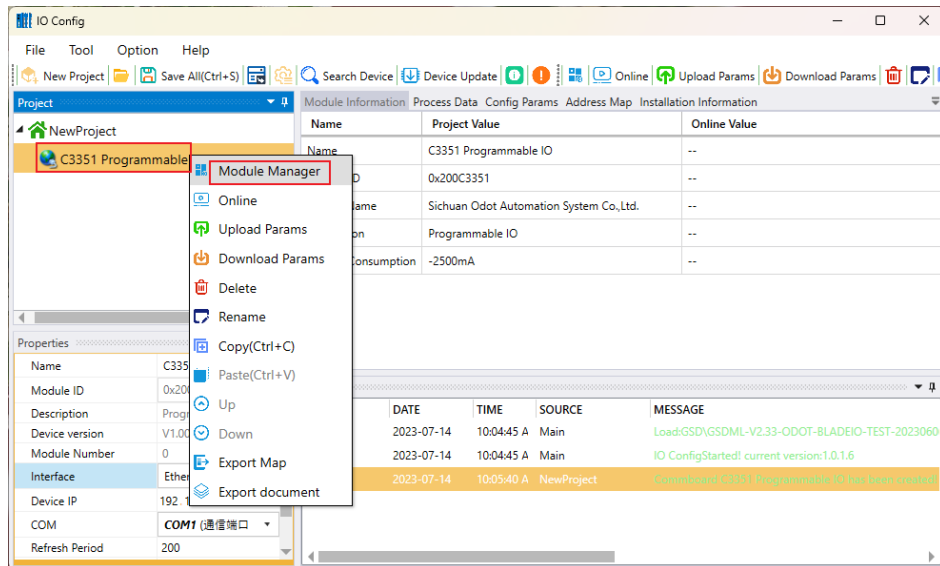 IO Config
File Tool Option Help
New Project Save All(Ctrl+S) Search Device Device Update Online Upload Params Download Params
Project
NewProject
C3351 Programmable
Module Manager
Online
Upload Params
Download Params
Delete
Rename
Copy(Ctrl+C)
Paste(Ctrl+V)
Up
Down
Export Map
Export document
Module Information Process Data Config Params Address Map Installation Information
Name Project Value Online Value
Name C3351 Programmable IO --
D 0x200C3351 --
Name Sichuan Odot Automation System Co.,Ltd. --
on Programmable IO --
Consumption -2500mA --
Properties
Name C335
Module ID 0x200
Description Progr
Device version V1.00
Module Number 0
Interface Ether
Device IP 192.1
COM COM1 (通信端口
Refresh Period 200
DATE TIME SOURCE MESSAGE
2023-07-14 10:04:45 A Main Load:GSD\GSDML-V2.33-ODOT-BLADEIO-TEST-2023060
2023-07-14 10:04:45 A Main IO ConfigStarted! current version:1.0.1.6
2023-07-14 10:05:40 A NewProject C3351 Programmable IO has been created!